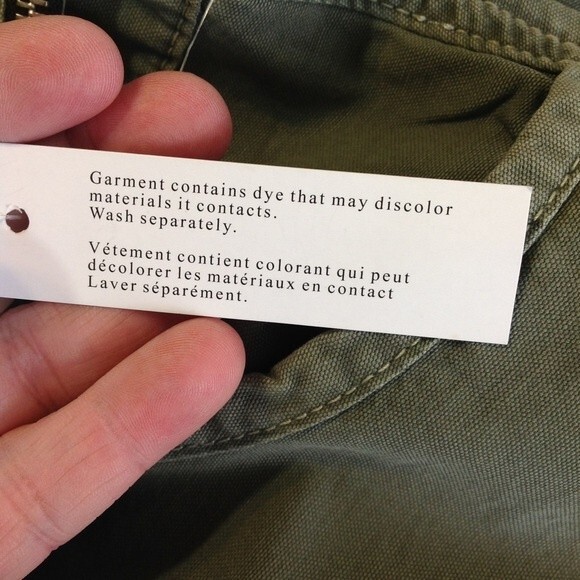 Garment contains dye that may discolor
materials it contacts.
Wash separately.
Vétement contient colorant qui peut
décolorer les matériaux en contact
Laver séparément.